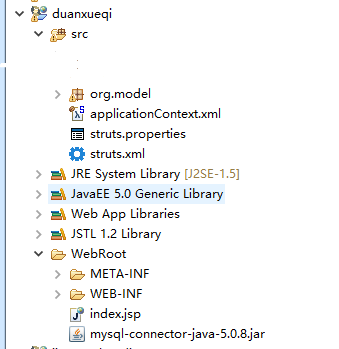 duanxueqi
src
org.model
applicationContext.xml
struts.properties
struts.xml
JRE System Library [J2SE-1.5]
JavaEE 5.0 Generic Library
Web App Libraries
JSTL 1.2 Library
WebRoot
META-INF
WEB-INF
index.jsp
mysql-connector-java-5.0.8.jar